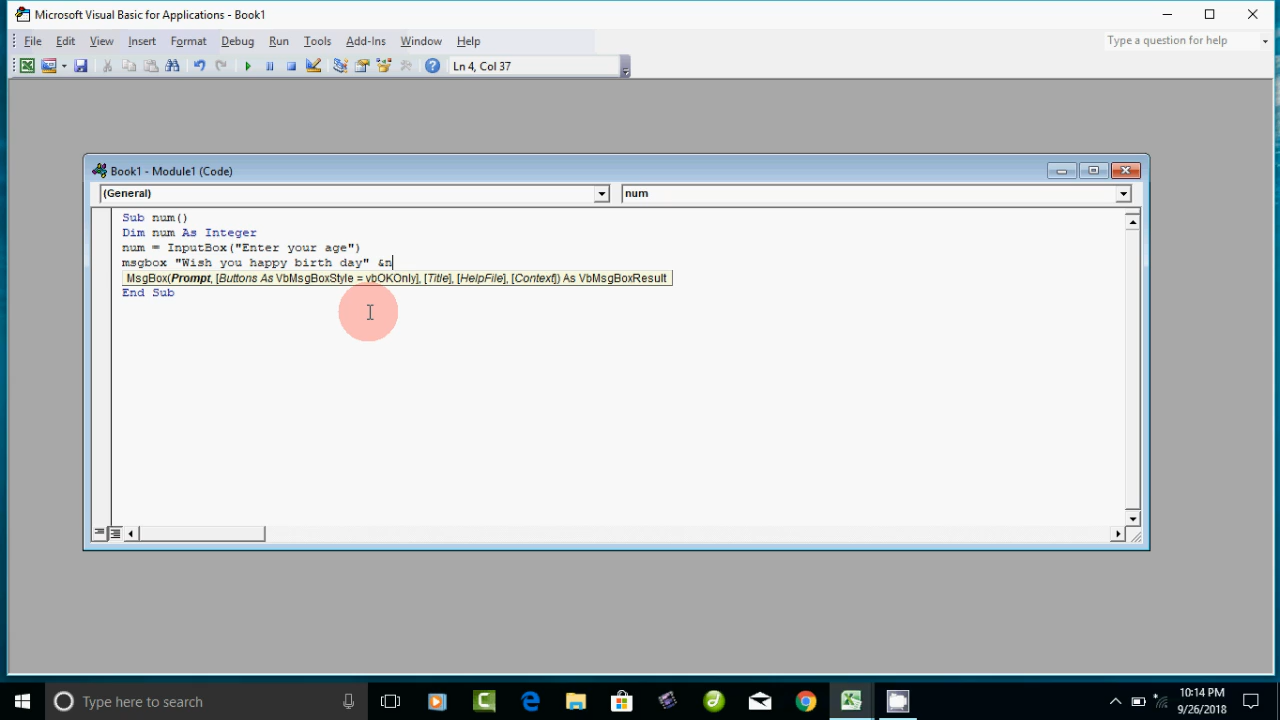 Microsoft Visual Basic for Applications - Book1
File Edit View Insert Format Debug Run Tools Add-Ins Window Help
Type a question for help
Ln 4, Col 37
Book1 - Module1 (Code)
(General)
num
Sub num()
Dim num As Integer
num = InputBox("Enter your age")
msgbox "Wish you happy birth day" &n
MsgBox(Prompt, [Buttons As VbMsgBoxStyle = vbOKOnly], [Title], [HelpFile], [Context]) As VbMsgBoxResult
End Sub
Type here to search
10:14 PM
9/26/2018